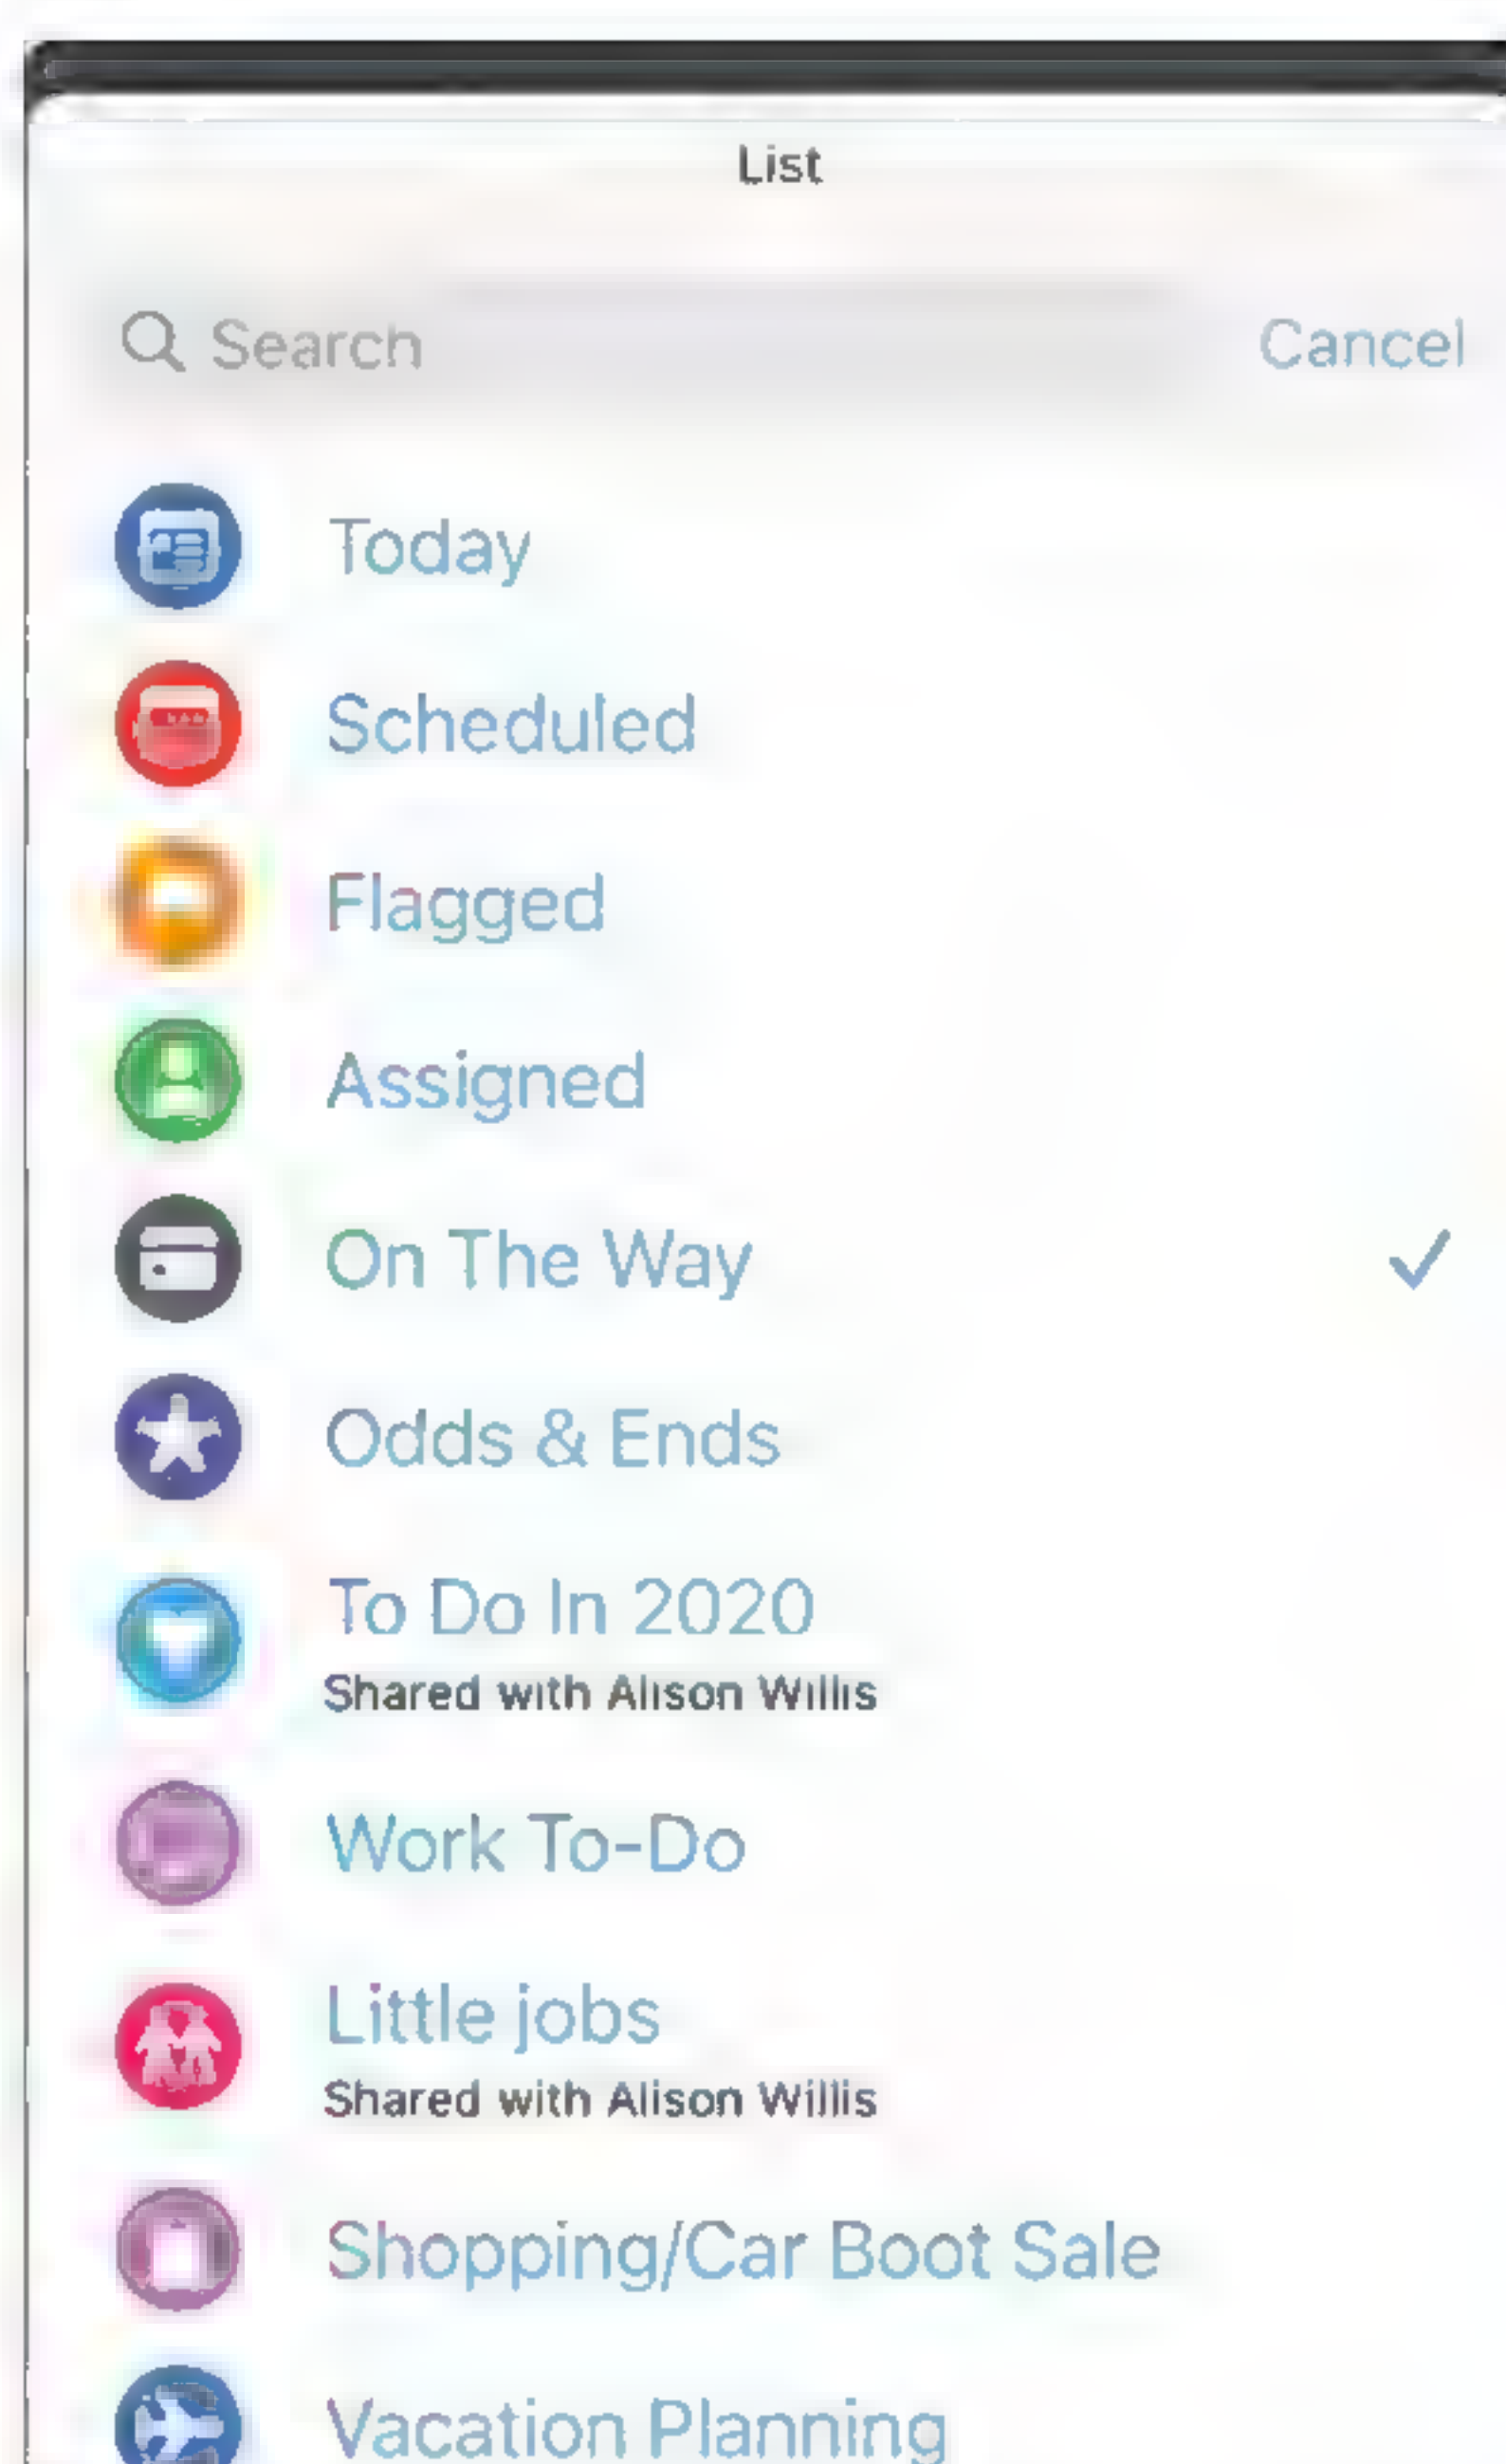 List
Search
Cancel
Today
Scheduled
Flagged
Assigned
On The Way
Odds & Ends
To Do In 2020
Shared with Alison Willis
Work To-Do
Little jobs
Shared with Alison Willis
Shopping/Car Boot Sale
Vacation Planning